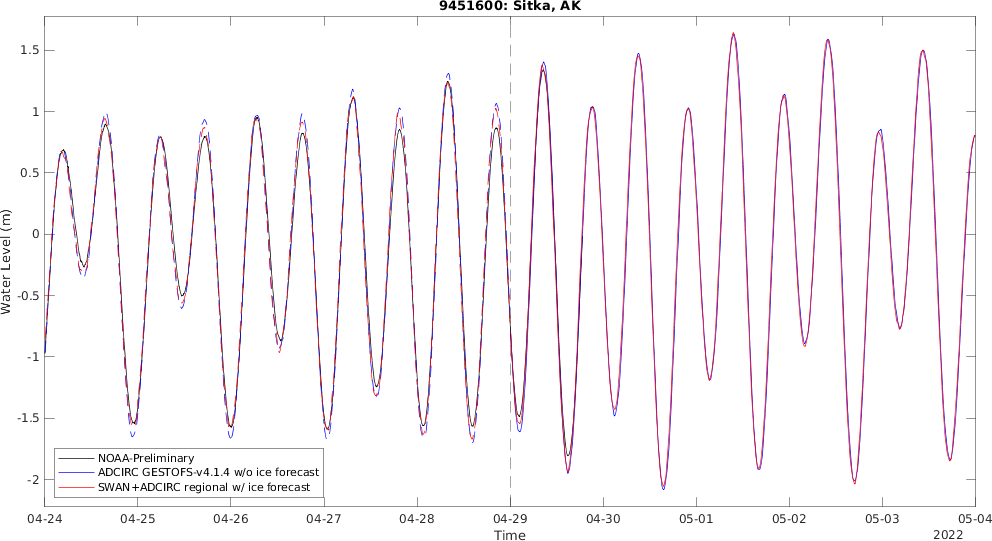 9451600: Sitka, AK
Water Level (m)
1.5
1
0.5
0
-0.5
-1
-1.5
-2
NOAA-Preliminary
ADCIRC GESTOFS-v4.1.4 w/o ice forecast
SWAN+ADCIRC regional w/ ice forecast
04-24 04-25 04-26 04-27 04-28 04-29 04-30 05-01 05-02 05-03 05-04
Time
2022